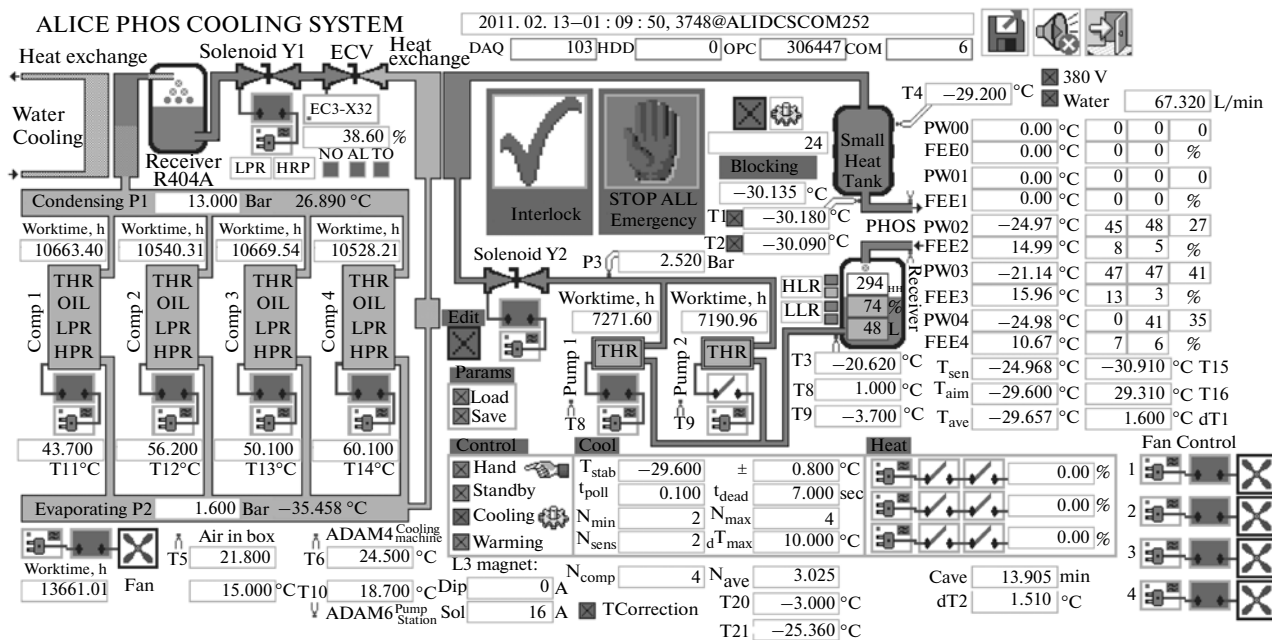 ALICE PHOS COOLING SYSTEM
2011. 02. 13–01 : 09 : 50, 3748@ALIDCSCOM252
DAQ 103 HDD 0 OPC 306447 COM 6
Heat exchange
Solenoid Y1
ECV
Heat exchange
Water Cooling
EC3-X32
38.60 %
LPR HRP
NO AL TO
Receiver
R404A
Interlock
STOP ALL
Emergency
24
Blocking
−30.135 °C
T1 −30.180 °C
T2 −30.090 °C
Small Heat Tank
PHOS
T4 −29.200 °C
380 V
Water 67.320 L/min
PW00 0.00 °C 0 0 0
FEE0 0.00 °C 0 0 %
PW01 0.00 °C 0 0 0
FEE1 0.00 °C 0 0 %
PW02 −24.97 °C 45 48 27
FEE2 14.99 °C 8 5 %
PW03 −21.14 °C 47 47 41
FEE3 15.96 °C 13 3 %
PW04 −24.98 °C 0 41 35
FEE4 10.67 °C 7 6 %
Tsen −24.968 °C −30.910 °C T15
Taim −29.600 °C 29.310 °C T16
Tave −29.657 °C 1.600 °C dT1
Condensing P1 13.000 Bar 26.890 °C
Worktime, h Worktime, h Worktime, h Worktime, h
10663.40 10540.31 10669.54 10528.21
Comp 1 THR OIL LPR HPR
Comp 2 THR OIL LPR HPR
Comp 3 THR OIL LPR HPR
Comp 4 THR OIL LPR HPR
43.700 56.200 50.100 60.100
T11°C T12°C T13°C T14°C
Evaporating P2 1.600 Bar −35.458 °C
Solenoid Y2
P3 2.520 Bar
Worktime, h Worktime, h
7271.60 7190.96
Pump 1 THR
Pump 2 THR
T8 T9
HLR
LLR
294 HH
74 %
48 L
Receiver
T3 −20.620 °C
T8 1.000 °C
T9 −3.700 °C
Edit
Params
Load
Save
Control
Hand
Standby
Cooling
Warming
Cool
Tstab −29.600 ± 0.800 °C
tpoll 0.100 tdead 7.000 sec
Nmin 2 Nmax 4
Nsens 2 dTmax 10.000 °C
Heat
0.00 %
0.00 %
0.00 %
Fan Control
1
2
3
4
Worktime, h
13661.01
Fan
Air in box
T5 21.800
15.000 °C
ADAM4 Cooling machine
T6 24.500 °C
T10 18.700 °C
ADAM6 Pump Station
L3 magnet:
Dip 0 A
Sol 16 A
Ncomp 4 Nave 3.025
TCorrection
T20 −3.000 °C
T21 −25.360 °C
Cave 13.905 min
dT2 1.510 °C